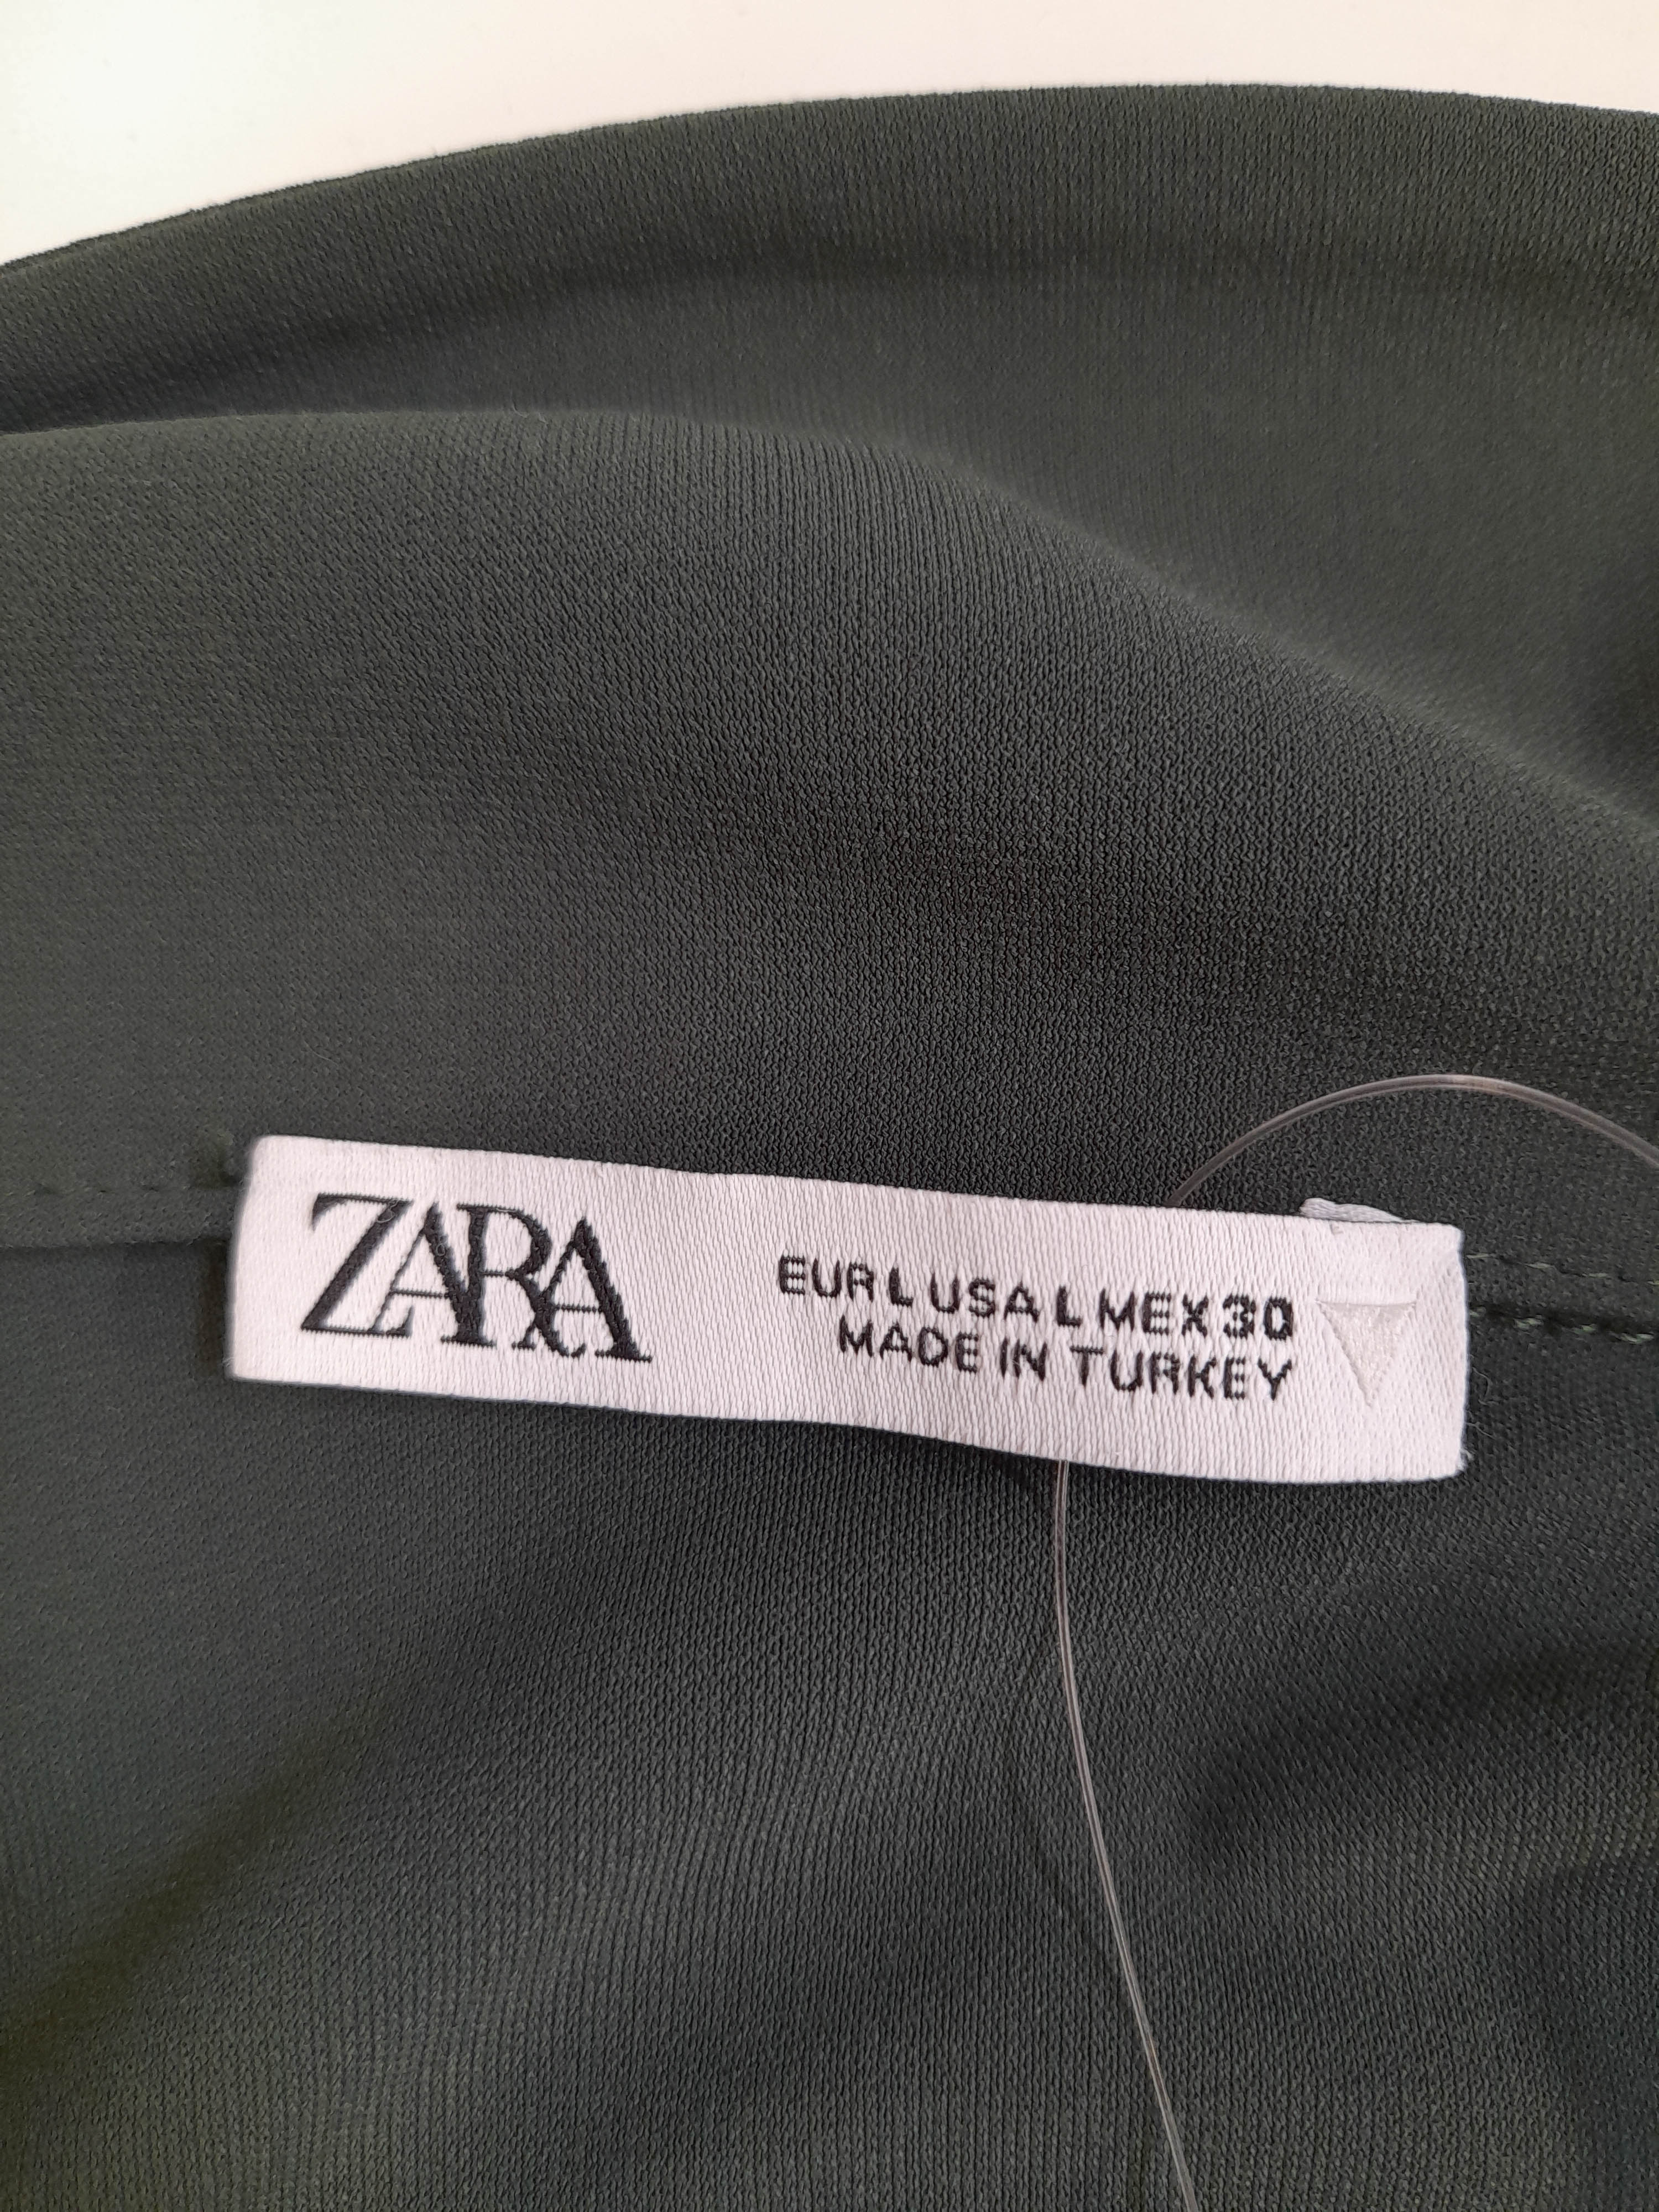 ZARA
EUR L USA L MEX 30
MADE IN TURKEY